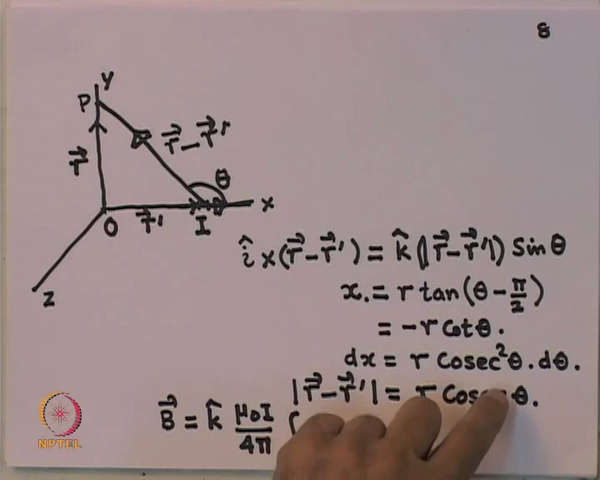 8
y
P
r⃗
r⃗ - r⃗'
θ
O
r⃗'
I
x
z
î × (r⃗ - r⃗') = k̂ (|r⃗ - r⃗'|) Sin θ
x = r tan(θ - π/2)
= -r Cot θ.
dx = r Cosec²θ. dθ.
|r⃗ - r⃗'| = r Cosec θ.
B⃗ = k̂ μ₀I/4π
NPTEL